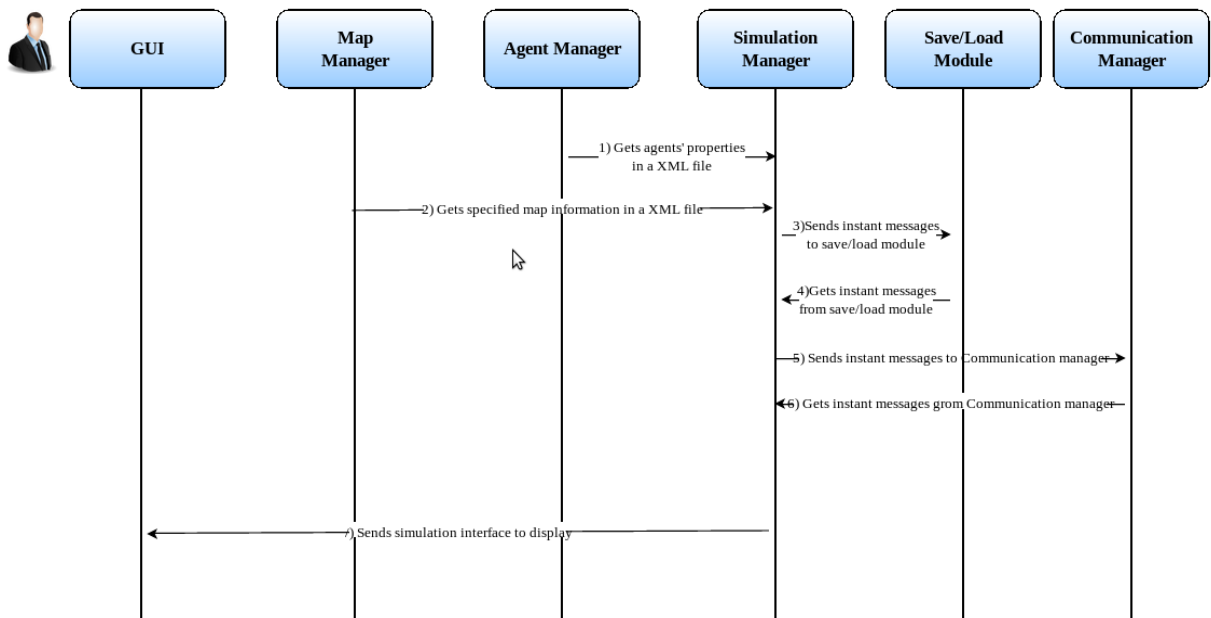 GUI
Map
Manager
Agent Manager
Simulation
Manager
Save/Load
Module
Communication
Manager
1) Gets agents' properties
in a XML file
2) Gets specified map information in a XML file
3)Sends instant messages
to save/load module
4)Gets instant messages
from save/load module
5) Sends instant messages to Communication manager
6) Gets instant messages grom Communication manager
7) Sends simulation interface to display